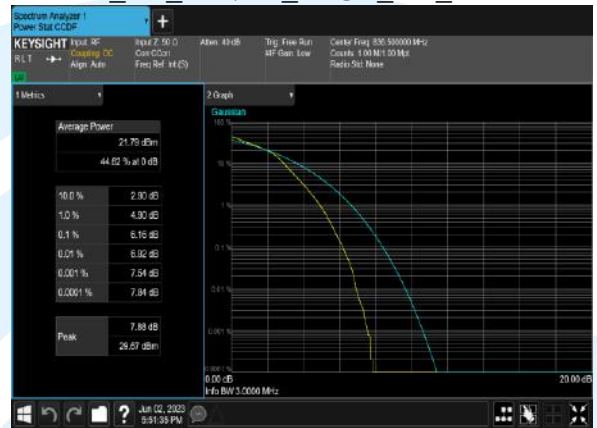 Spectrum Analyzer 1
Power Stat CCDF
+
KEYSIGHT
RLT
Input: RF
Coupling: DC
Align: Auto
Input Z: 50 Ω
Corr CCorr
Freq Ref: Int (S)
Atten: 40 dB
Trig: Free Run
#IF Gain: Low
Center Freq: 836.500000 MHz
Counts: 1.00 M/1.00 Mpt
Radio Std: None
1 Metrics
Average Power
21.79 dBm
44.62 % at 0 dB
10.0 % 2.90 dB
1.0 % 4.90 dB
0.1 % 6.16 dB
0.01 % 6.92 dB
0.001 % 7.54 dB
0.0001 % 7.84 dB
Peak
7.88 dB
29.67 dBm
2 Graph
Gaussian
100 %
10 %
1 %
0.1 %
0.01 %
0.001 %
0.0001 %
0.00 dB
20.00 dB
Info BW 3.0000 MHz
?
Jun 02, 2023
5:51:35 PM